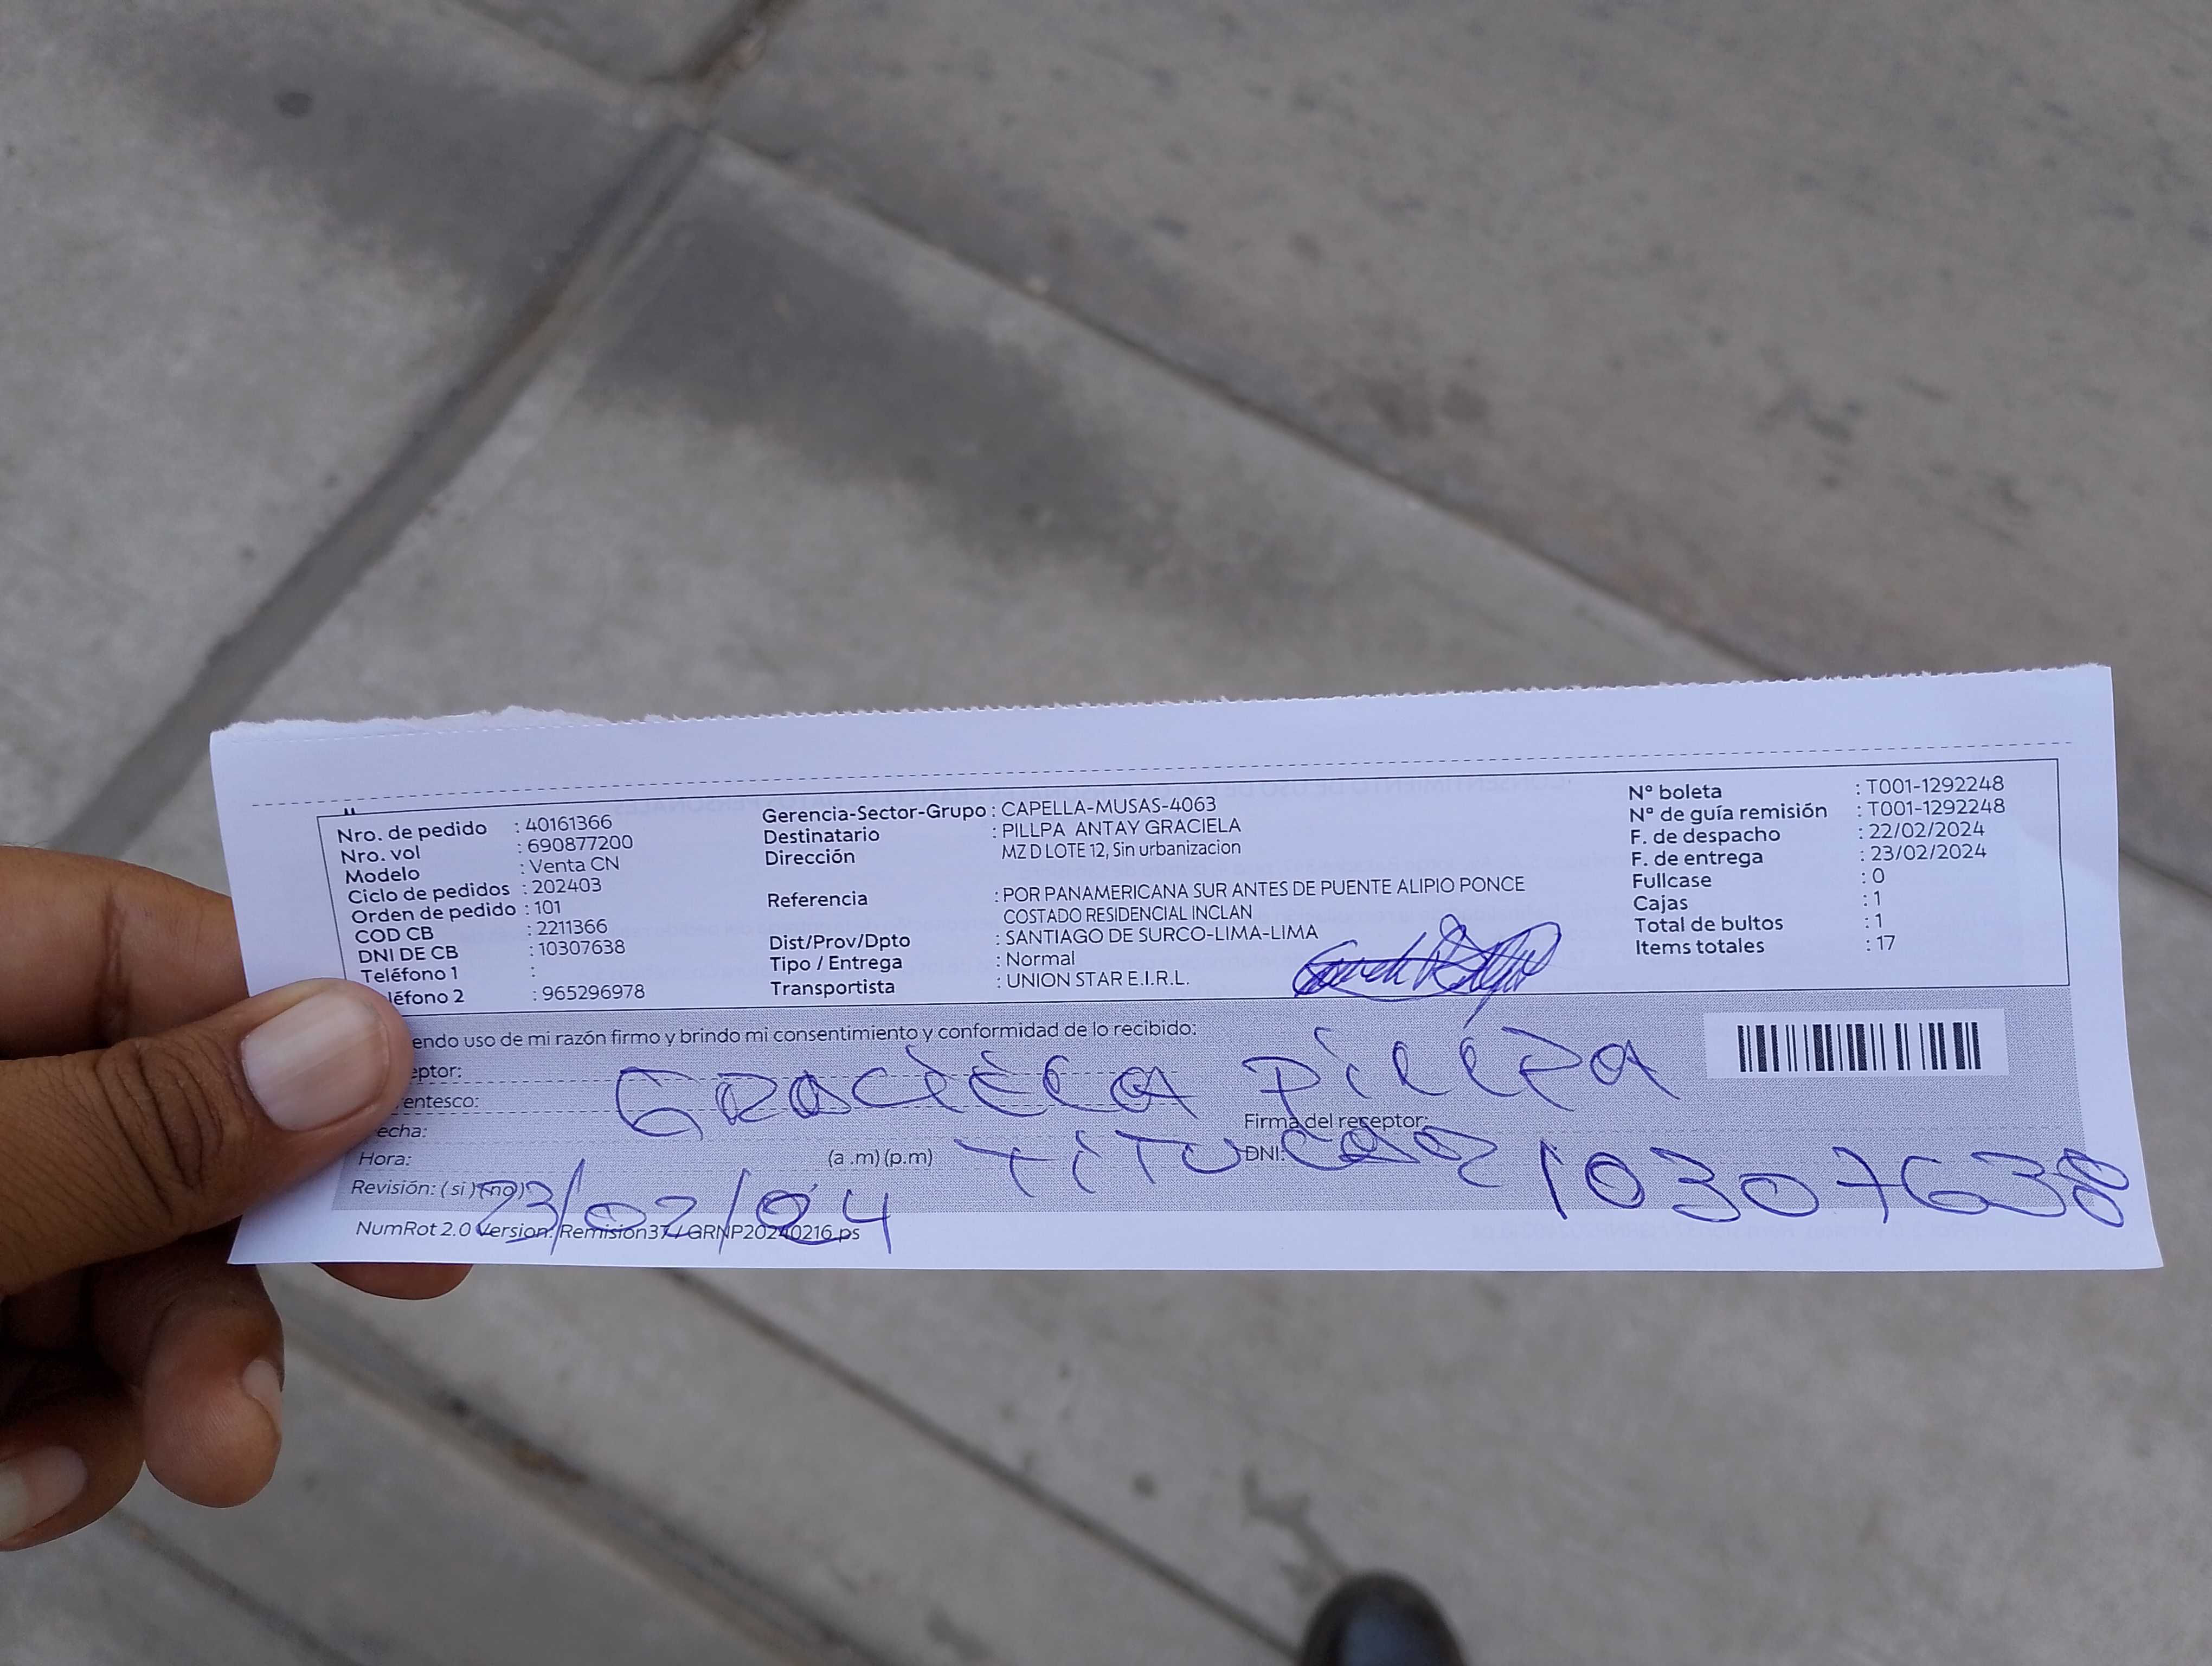 Nro. de pedido : 40161366
Nro. vol : 690877200
Modelo : Venta CN
Ciclo de pedidos : 202403
Orden de pedido : 101
COD CB : 2211366
DNI DE CB : 10307638
Teléfono 1 :
léfono 2 : 965296978
Gerencia-Sector-Grupo : CAPELLA-MUSAS-4063
Destinatario : PILLPA ANTAY GRACIELA
Dirección MZ D LOTE 12, Sin urbanizacion
Referencia : POR PANAMERICANA SUR ANTES DE PUENTE ALIPIO PONCE
COSTADO RESIDENCIAL INCLAN
Dist/Prov/Dpto : SANTIAGO DE SURCO-LIMA-LIMA
Tipo / Entrega : Normal
Transportista : UNION STAR E.I.R.L.
N° boleta : T001-1292248
N° de guía remisión : T001-1292248
F. de despacho : 22/02/2024
F. de entrega : 23/02/2024
Fullcase : 0
Cajas : 1
Total de bultos : 1
Items totales : 17
endo uso de mi razón firmo y brindo mi consentimiento y conformidad de lo recibido:
eptor: Graciela Pillpa
entesco:
echa: Firma del receptor:
Hora: (a .m) (p.m) TiTular DNI: 10307638
Revisión: ( si ) ( no ) 23/02/24
NumRot 2.0 Version: Remision37 / GRNP20240216.ps